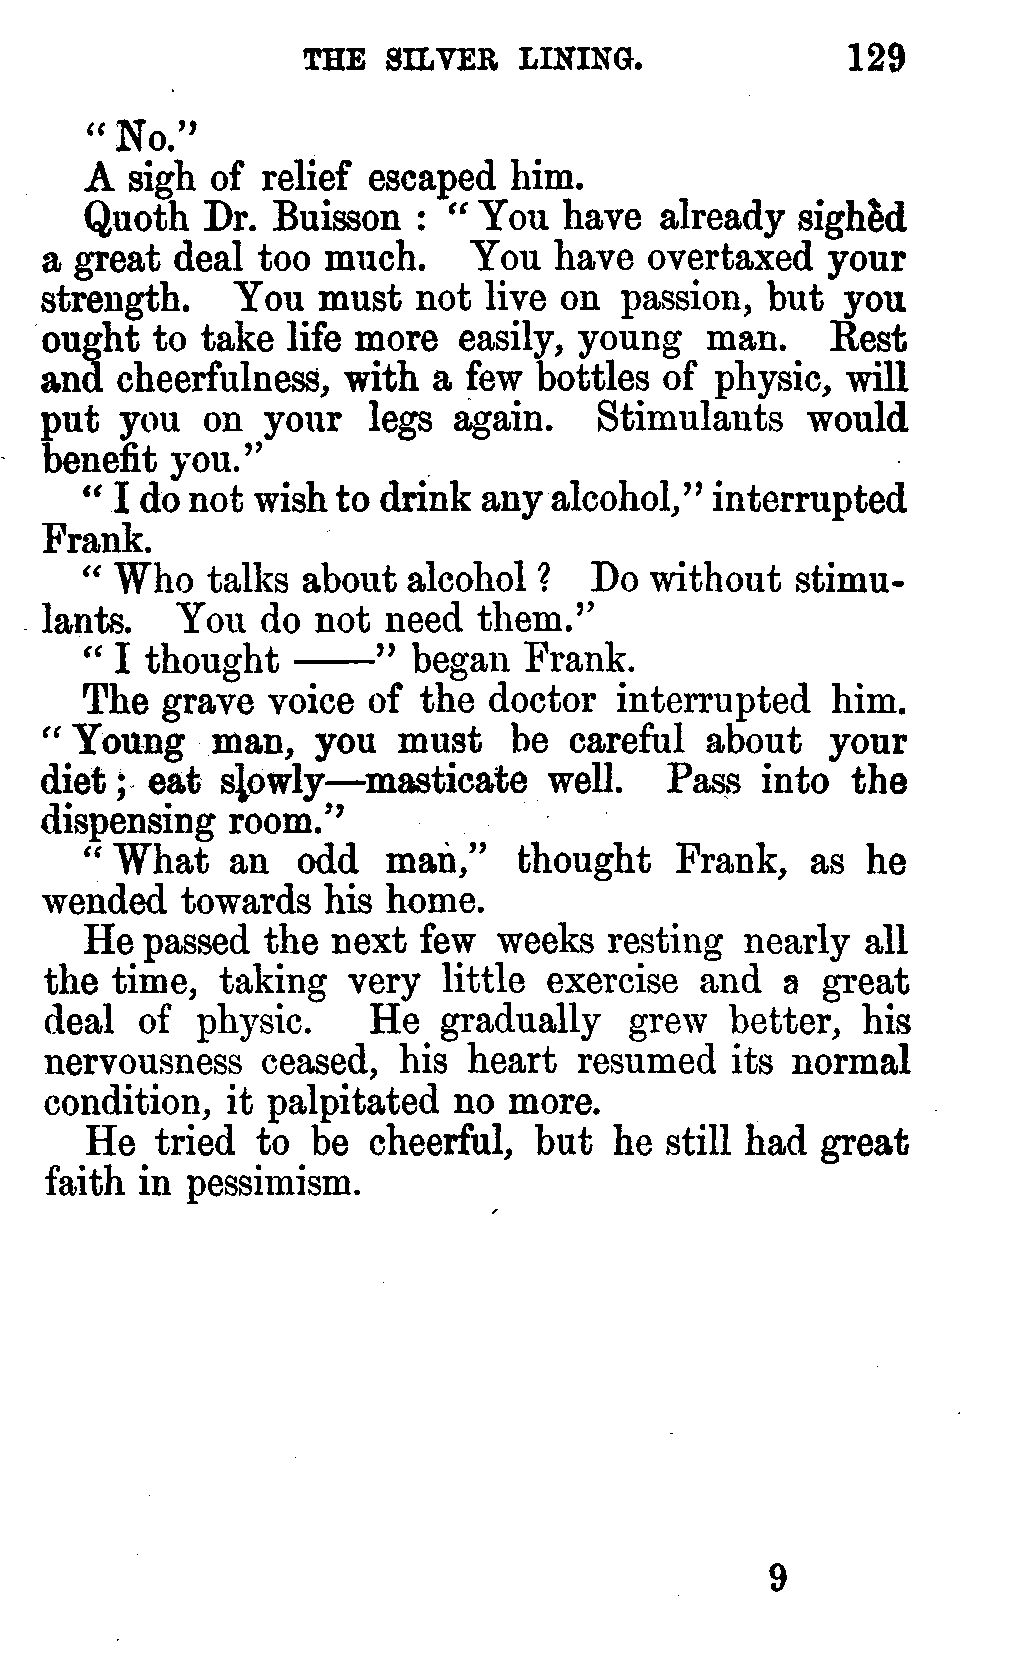 THE SILVER LINING. 129
“ No.”
A sigh of relief escaped him.
Quoth Dr. Buisson : “ You have already sighed
a great deal too much. You have overtaxed your
strength. You must not live on passion, but you
ought to take life more easily, young man. Rest
and cheerfulness, with a few bottles of physic, will
put you on your legs again. Stimulants would
benefit you.”
“ I do not wish to drink any alcohol,” interrupted
Frank.
“ Who talks about alcohol ? Do without stimu-
lants. You do not need them.”
“ I thought ——” began Frank.
The grave voice of the doctor interrupted him.
“ Young man, you must be careful about your
diet ; eat slowly—masticate well. Pass into the
dispensing room.”
“ What an odd man,” thought Frank, as he
wended towards his home.
He passed the next few weeks resting nearly all
the time, taking very little exercise and a great
deal of physic. He gradually grew better, his
nervousness ceased, his heart resumed its normal
condition, it palpitated no more.
He tried to be cheerful, but he still had great
faith in pessimism.
9